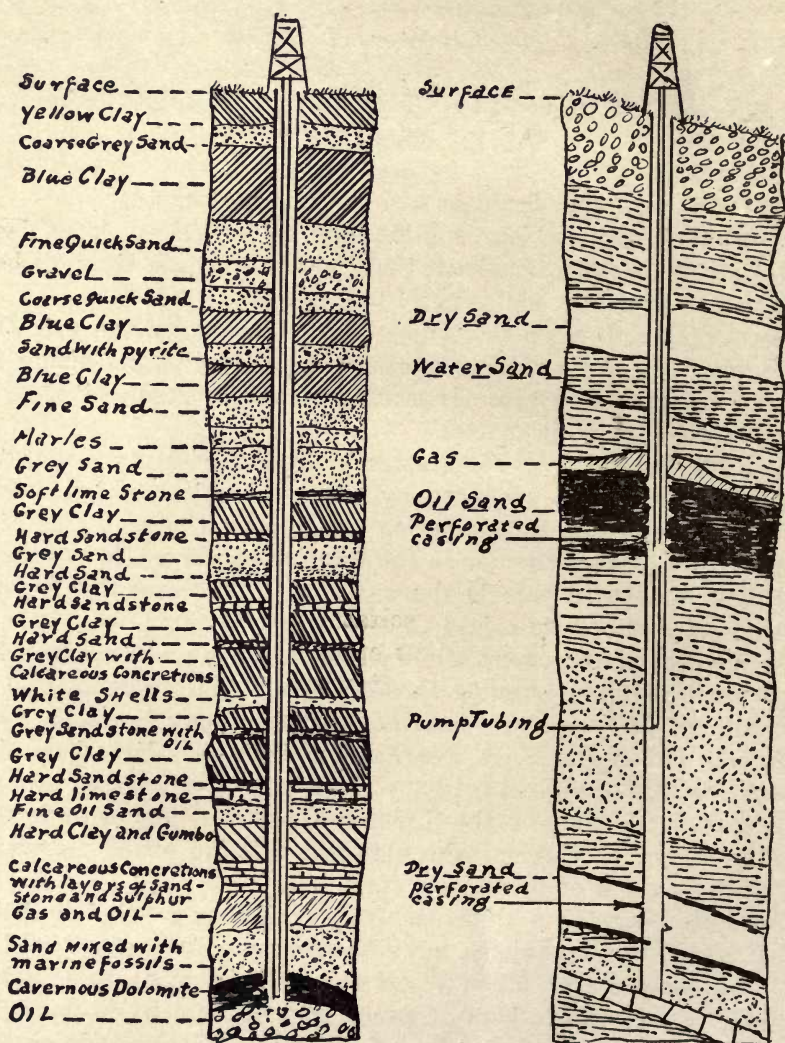 Surface
Yellow Clay
Coarse Grey Sand
Blue Clay
Fine Quick Sand
Gravel
Coarse Quick Sand
Blue Clay
Sand with pyrite
Blue Clay
Fine Sand
Marles
Grey Sand
Soft lime Stone
Grey Clay
Hard Sandstone
Grey Sand
Hard Sand
Grey Clay
Hard Sandstone
Grey Clay
Hard Sand
Grey Clay with
Calcareous Concretions
White Shells
Grey Clay
Grey Sandstone with
OIL
Grey Clay
Hard Sandstone
Hard limestone
Fine Oil Sand
Hard Clay and Gumbo
Calcareous Concretions
with layers of Sand-
Stone and Sulphur
Gas and OIL
Sand mixed with
marine fossils
Cavernous Dolomite
OIL
SURFACE
Dry Sand
Water Sand
Gas
Oil Sand
Perforated
casing
Pump Tubing
Dry Sand
perforated
casing